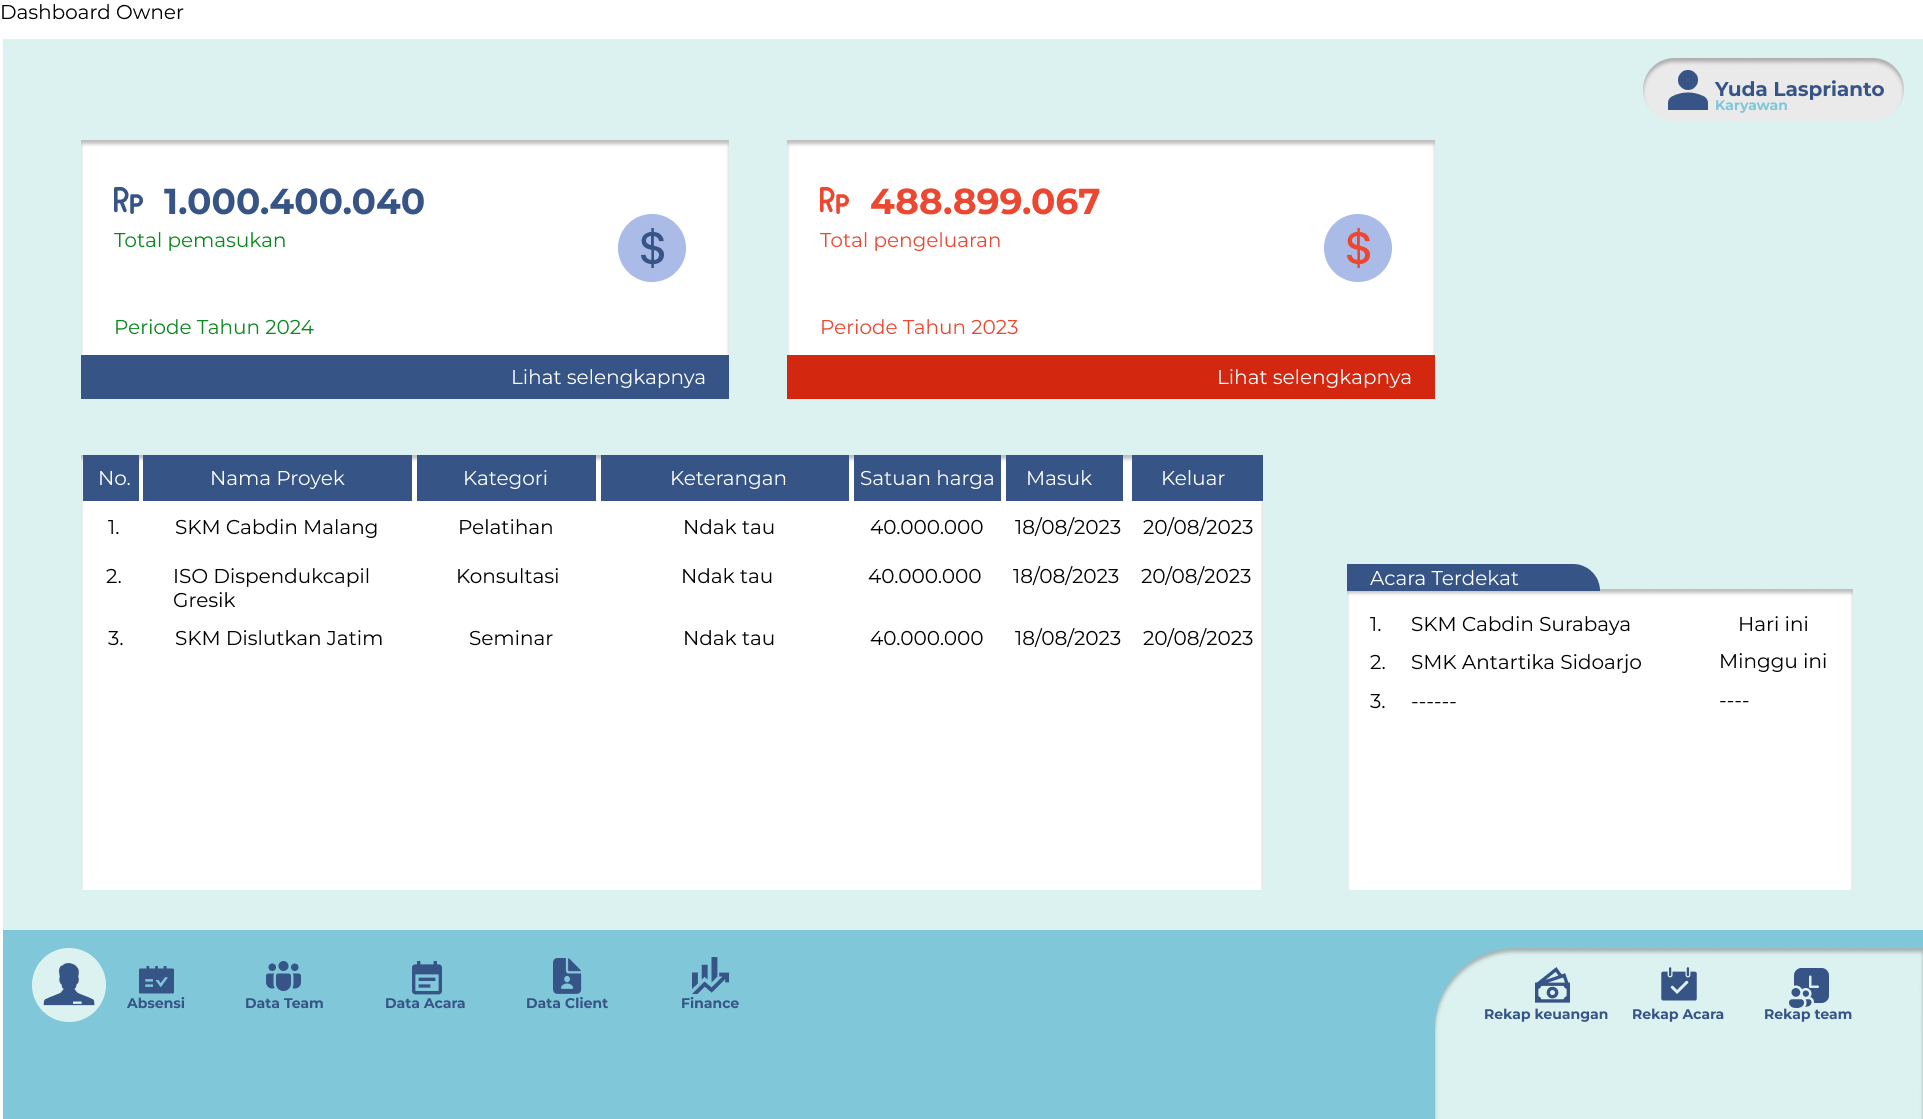 Dashboard Owner
Yuda Lasprianto
Karyawan
Rp 1.000.400.040
Total pemasukan
$
Periode Tahun 2024
Lihat selengkapnya
Rp 488.899.067
Total pengeluaran
$
Periode Tahun 2023
Lihat selengkapnya
No. Nama Proyek Kategori Keterangan Satuan harga Masuk Keluar
1. SKM Cabdin Malang Pelatihan Ndak tau 40.000.000 18/08/2023 20/08/2023
2. ISO Dispendukcapil Konsultasi Ndak tau 40.000.000 18/08/2023 20/08/2023
Gresik
3. SKM Dislutkan Jatim Seminar Ndak tau 40.000.000 18/08/2023 20/08/2023
Acara Terdekat
1. SKM Cabdin Surabaya Hari ini
2. SMK Antartika Sidoarjo Minggu ini
3. ------ ----
Absensi Data Team Data Acara Data Client Finance
Rekap keuangan Rekap Acara Rekap team